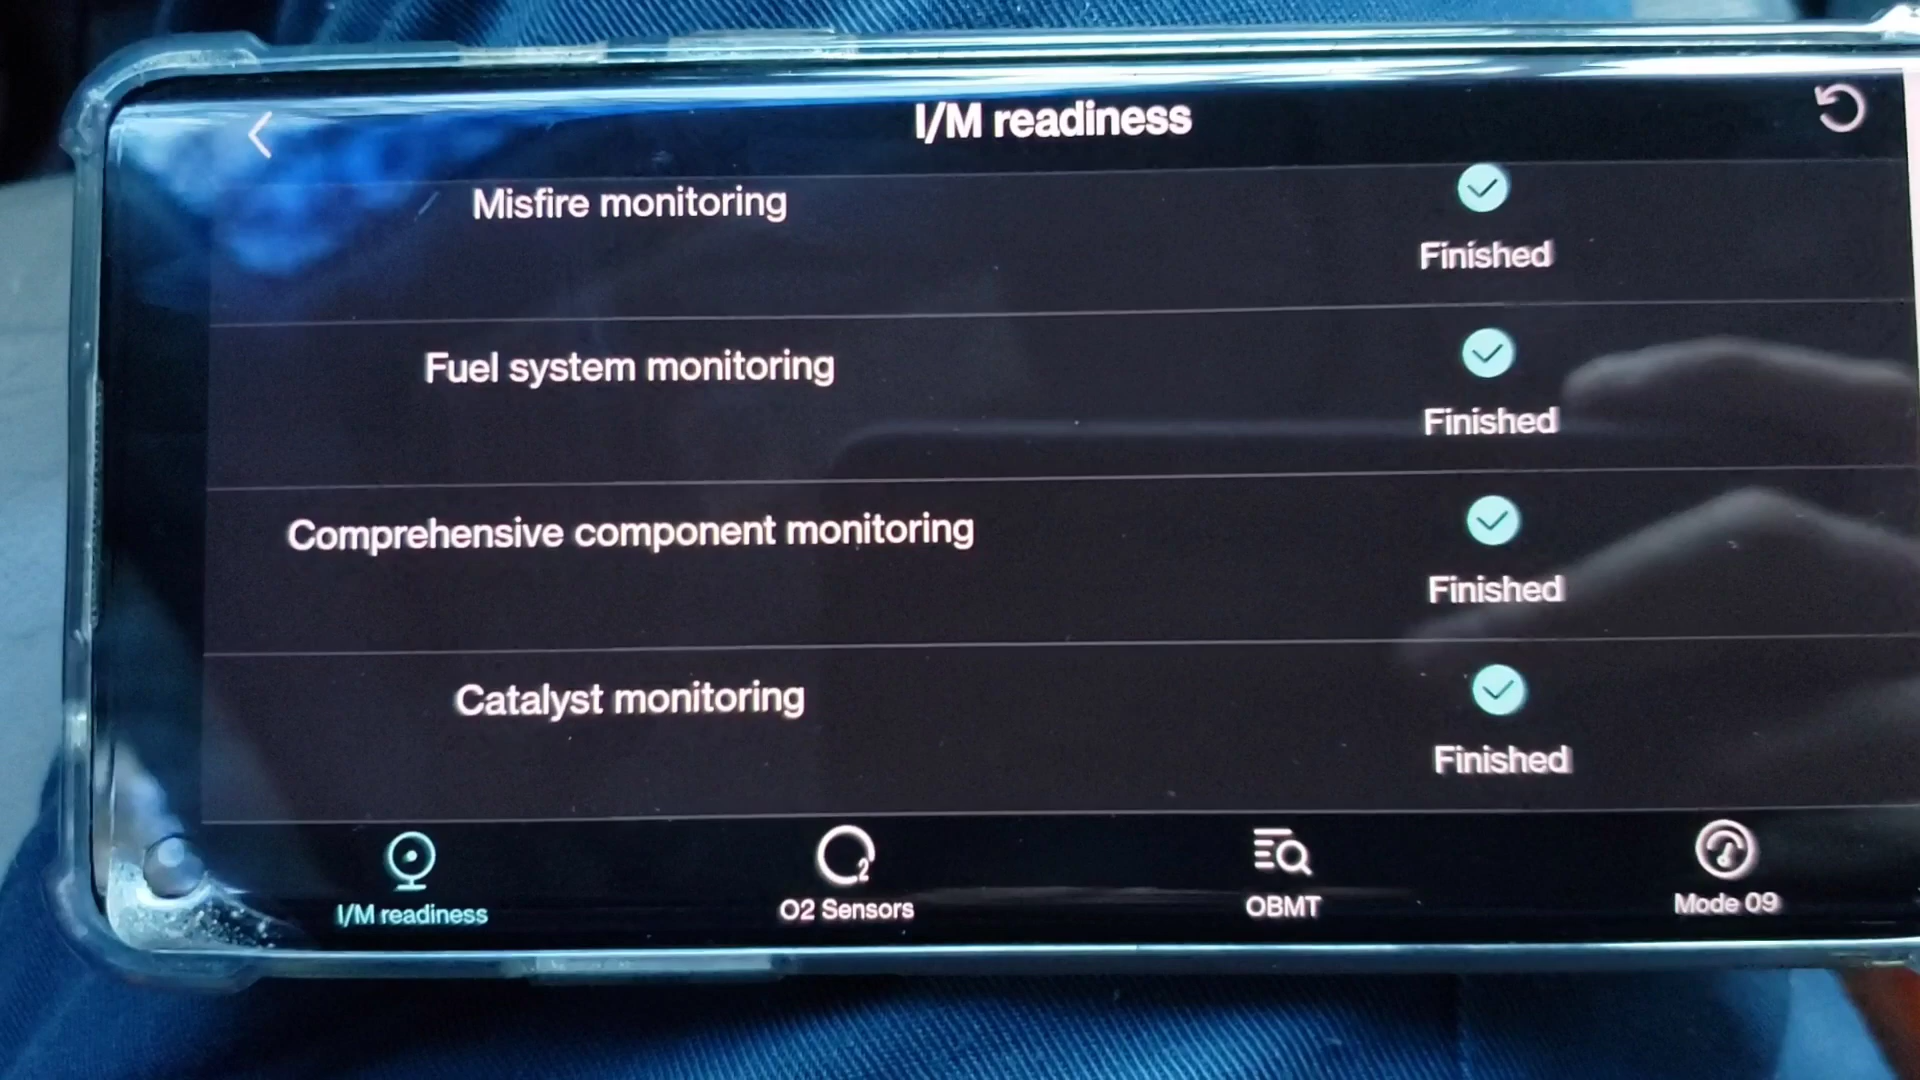 I/M readiness
Misfire monitoring
Finished
Fuel system monitoring
Finished
Comprehensive component monitoring
Finished
Catalyst monitoring
Finished
I/M readiness
O2 Sensors
OBMT
Mode 09